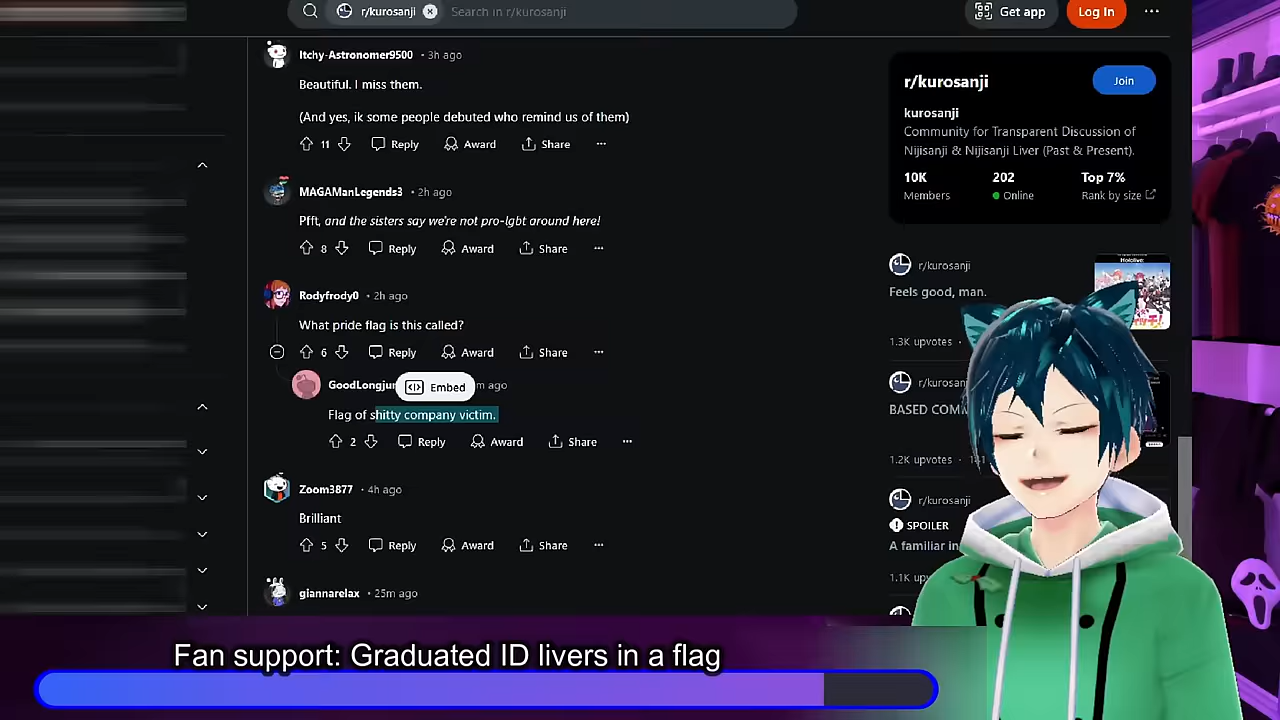 r/kurosanji
Search in r/kurosanji
Get app
Log In
Itchy-Astronomer9500 • 3h ago
Beautiful. I miss them.
(And yes, ik some people debuted who remind us of them)
11 Reply Award Share
MAGAManLegends3 • 2h ago
Pfft, and the sisters say we're not pro-lgbt around here!
8 Reply Award Share
Rodyfrody0 • 2h ago
What pride flag is this called?
6 Reply Award Share
GoodLongjur
Embed
m ago
Flag of shitty company victim.
2 Reply Award Share
Zoom3877 • 4h ago
Brilliant
5 Reply Award Share
giannarelax • 25m ago
r/kurosanji
Join
kurosanji
Community for Transparent Discussion of
Nijisanji & Nijisanji Liver (Past & Present).
10K 202 Top 7%
Members Online Rank by size
r/kurosanji
Feels good, man.
1.3K upvotes •
r/kurosanji
BASED COM
1.2K upvotes •
r/kurosanji
SPOILER
A familiar in
1.1K upv
Fan support: Graduated ID livers in a flag